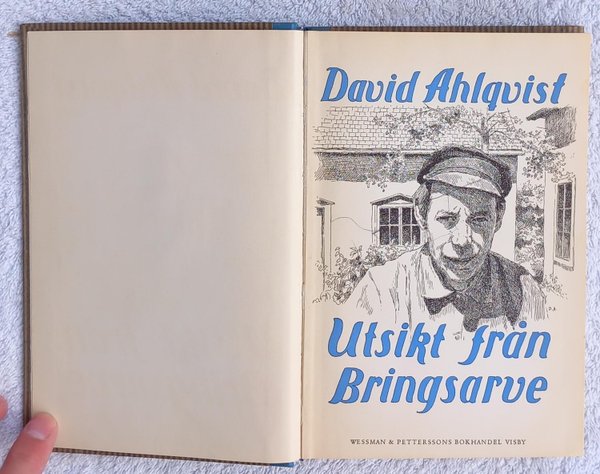 David Ahlqvist
Utsikt från
Bringsarve
WESSMAN & PETTERSSONS BOKHANDEL VISBY